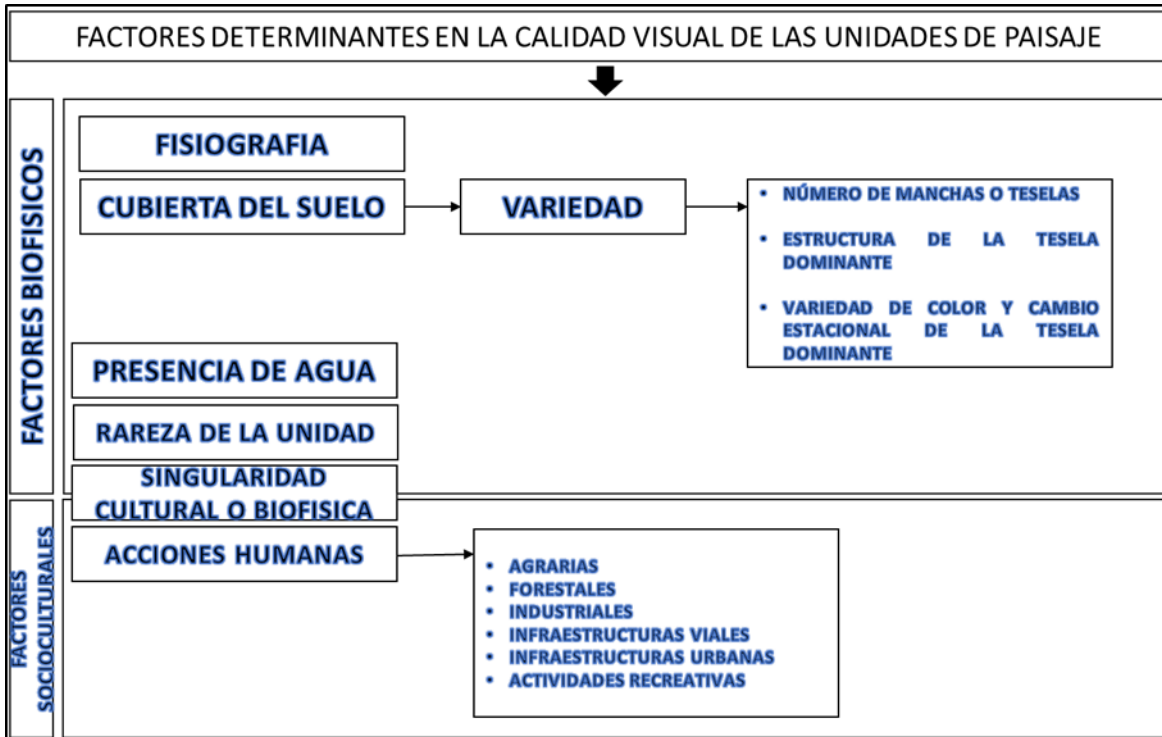 FACTORES DETERMINANTES EN LA CALIDAD VISUAL DE LAS UNIDADES DE PAISAJE
FACTORES BIOFISICOS
FISIOGRAFIA
CUBIERTA DEL SUELO
VARIEDAD
• NÚMERO DE MANCHAS O TESELAS
• ESTRUCTURA DE LA TESELA
DOMINANTE
• VARIEDAD DE COLOR Y CAMBIO
ESTACIONAL DE LA TESELA
DOMINANTE
PRESENCIA DE AGUA
RAREZA DE LA UNIDAD
SINGULARIDAD
CULTURAL O BIOFISICA
FACTORES
SOCIOCULTURALES
ACCIONES HUMANAS
• AGRARIAS
• FORESTALES
• INDUSTRIALES
• INFRAESTRUCTURAS VIALES
• INFRAESTRUCTURAS URBANAS
• ACTIVIDADES RECREATIVAS